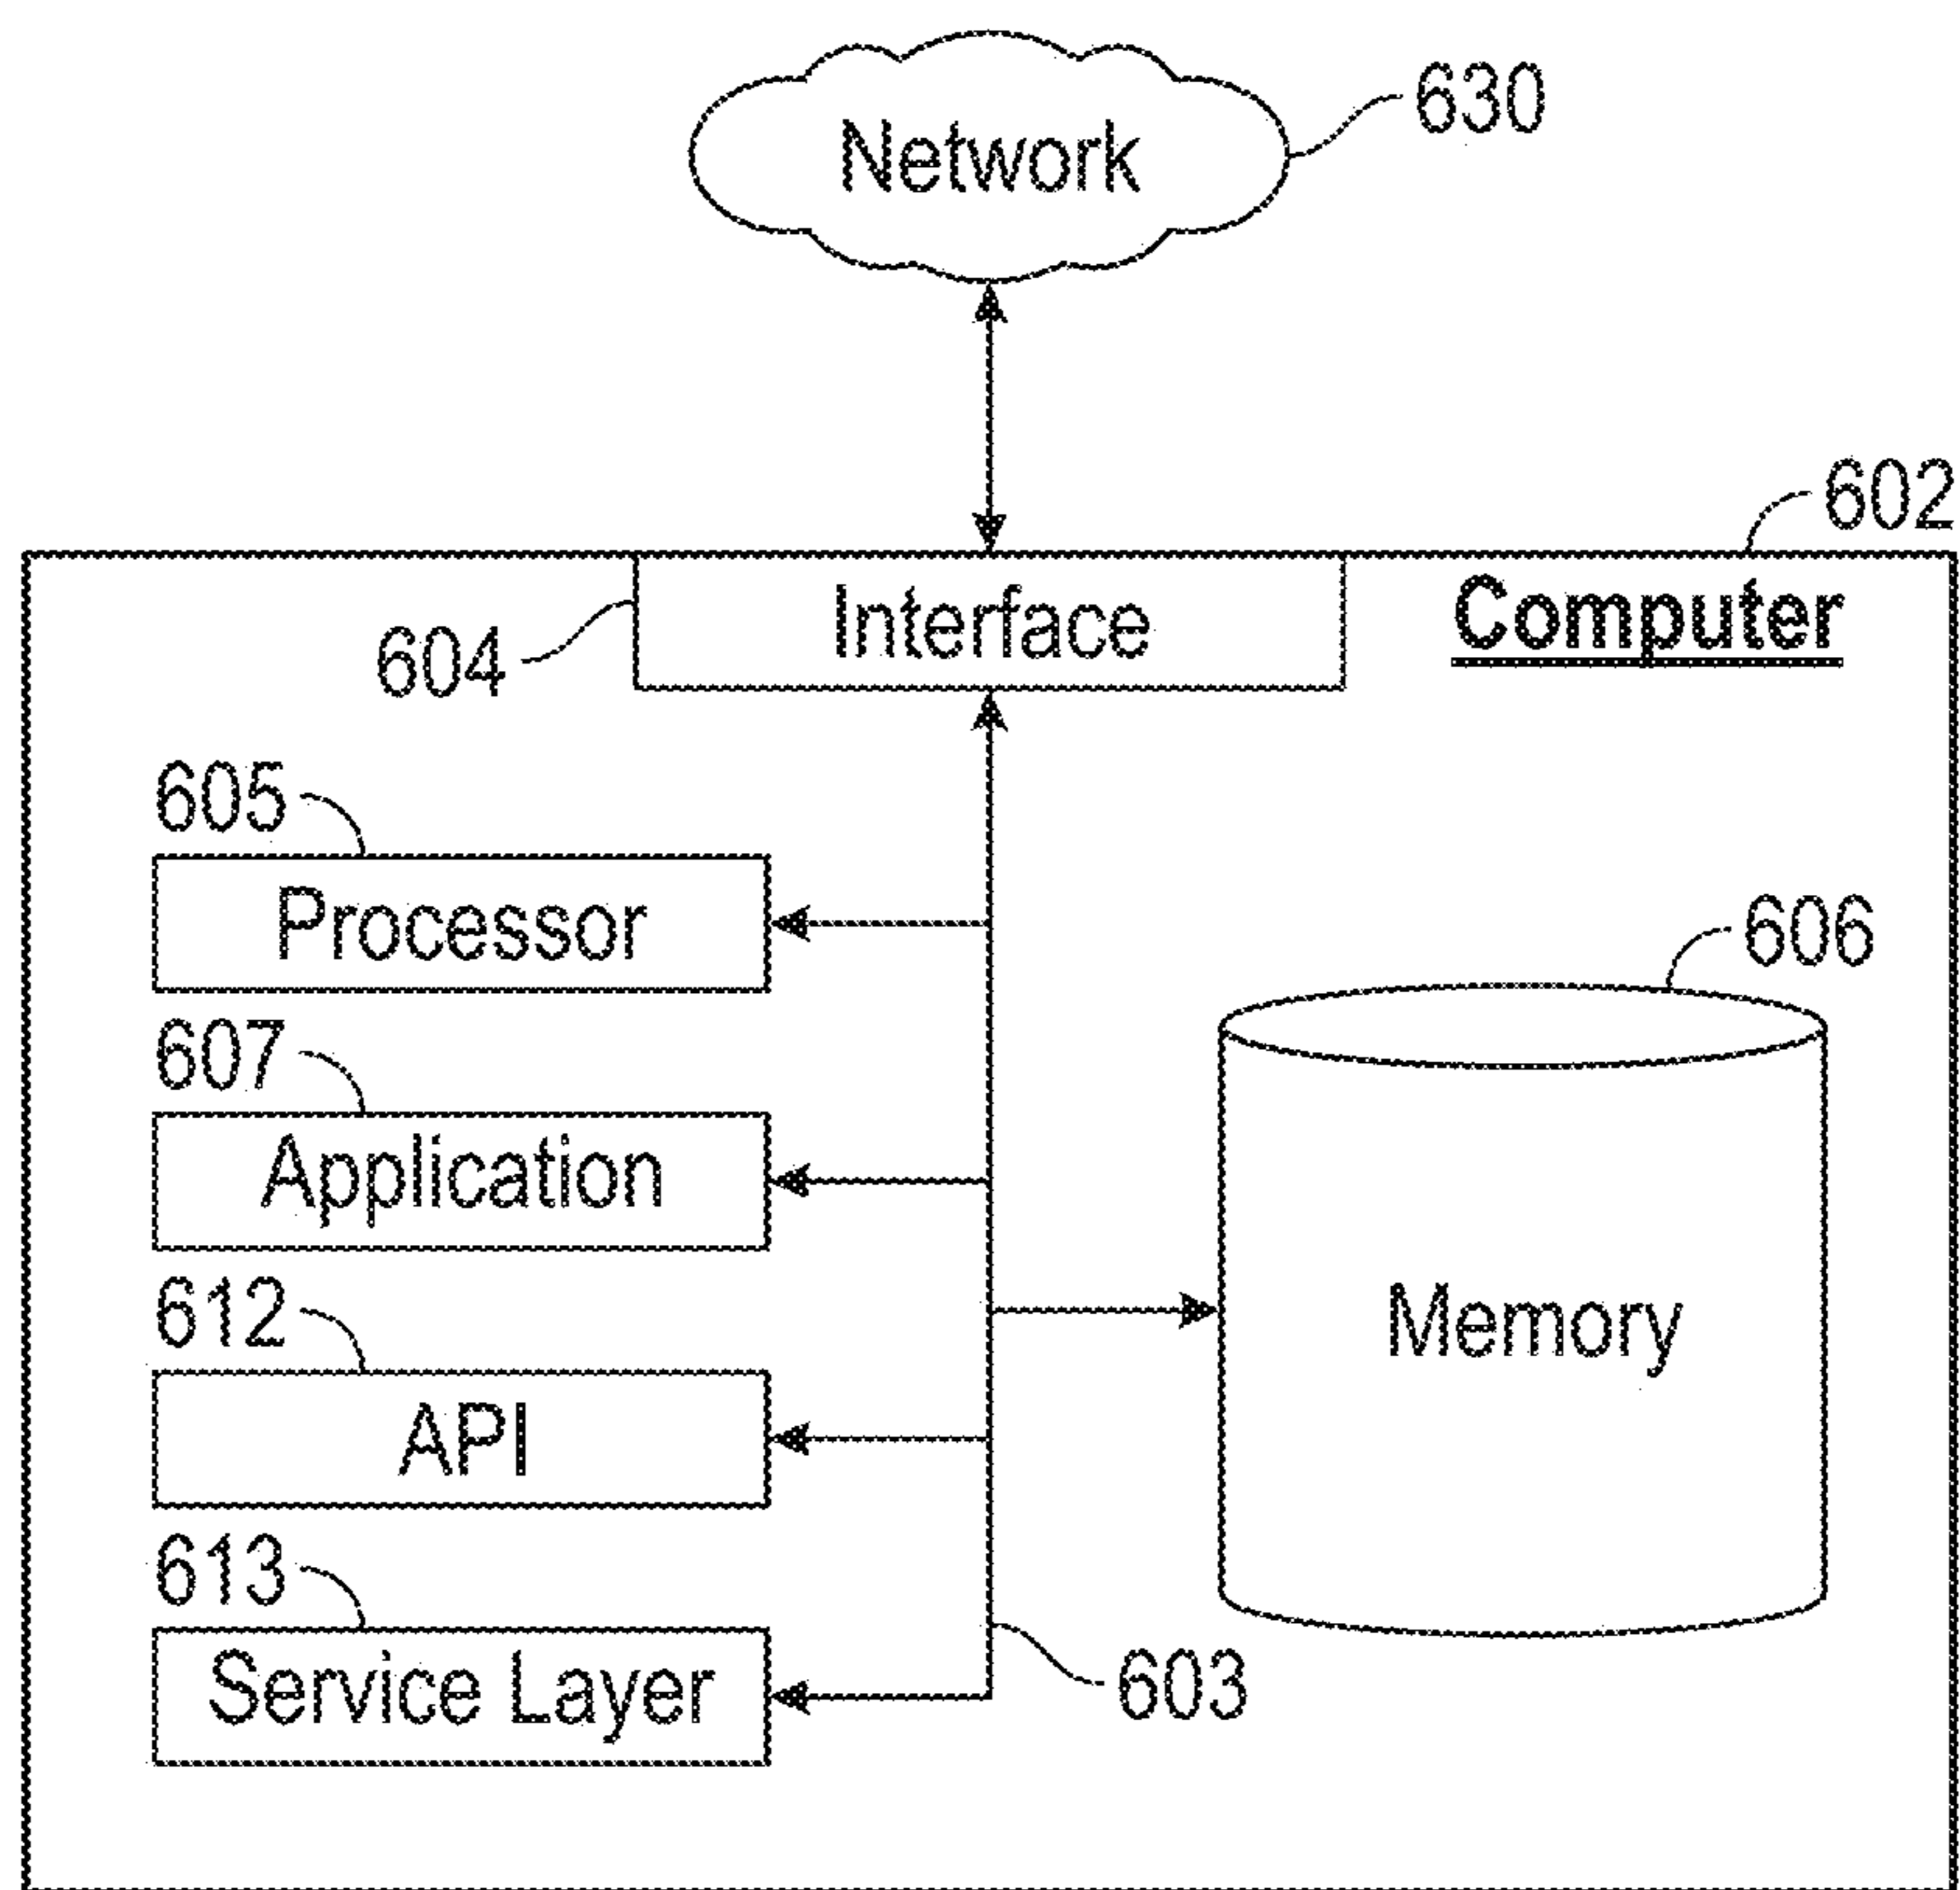 630
Network
602
Computer
Interface
604
605
Processor
606
607
Application
612
Memory
API
613
Service Layer
603